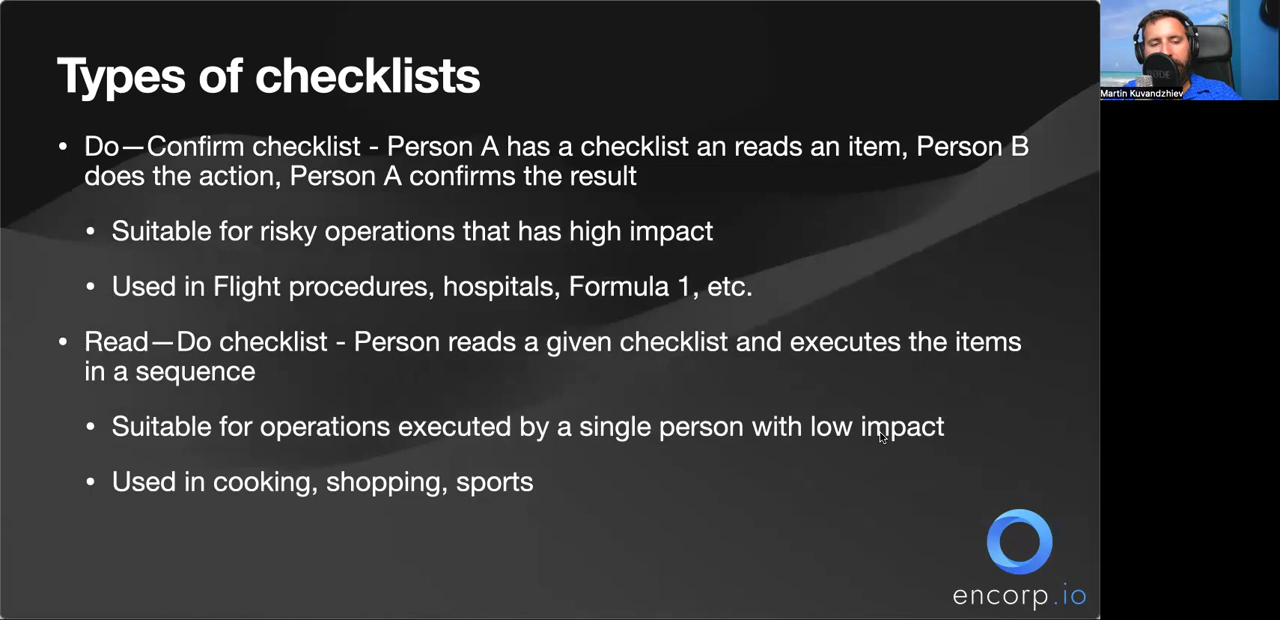 Types of checklists
• Do—Confirm checklist - Person A has a checklist an reads an item, Person B
does the action, Person A confirms the result
• Suitable for risky operations that has high impact
• Used in Flight procedures, hospitals, Formula 1, etc.
• Read—Do checklist - Person reads a given checklist and executes the items
in a sequence
• Suitable for operations executed by a single person with low impact
• Used in cooking, shopping, sports
encorp.io
RØDE
Martin Kuvandzhiev